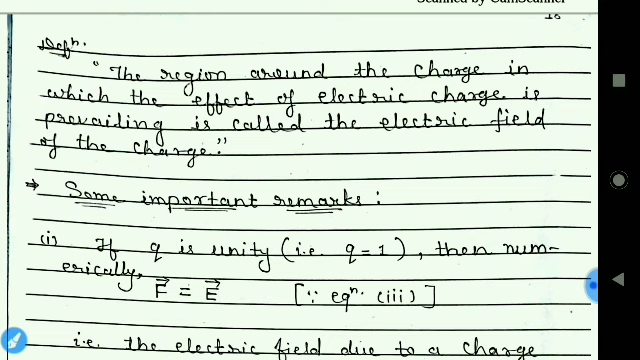 Scanned by CamScanner
18
Defⁿ.
"The region around the charge in
which the effect of electric charge is
prevailing is called the electric field
of the charge."
⇒ Some important remarks :
(i) If q is unity (i.e. q = 1), then num-
erically,
F⃗ = E⃗ [∵ eqⁿ. (iii)]
i.e. the electric field due to a charge